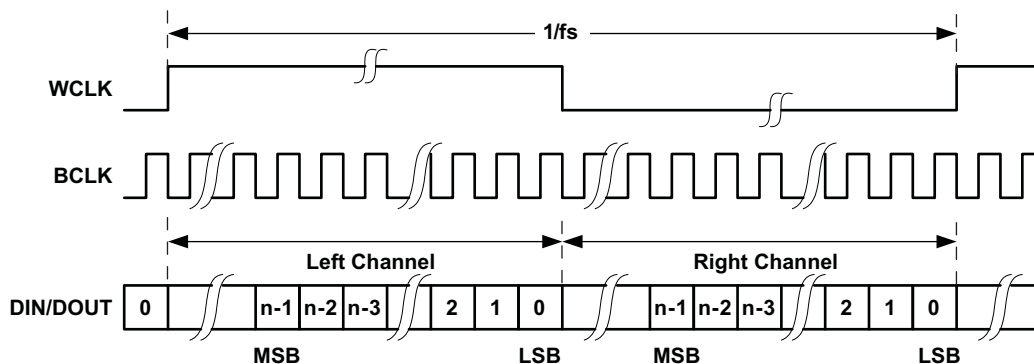 1/fs
WCLK
BCLK
Left Channel Right Channel
DIN/DOUT 0 n-1 n-2 n-3 2 1 0 n-1 n-2 n-3 2 1 0
MSB LSB MSB LSB